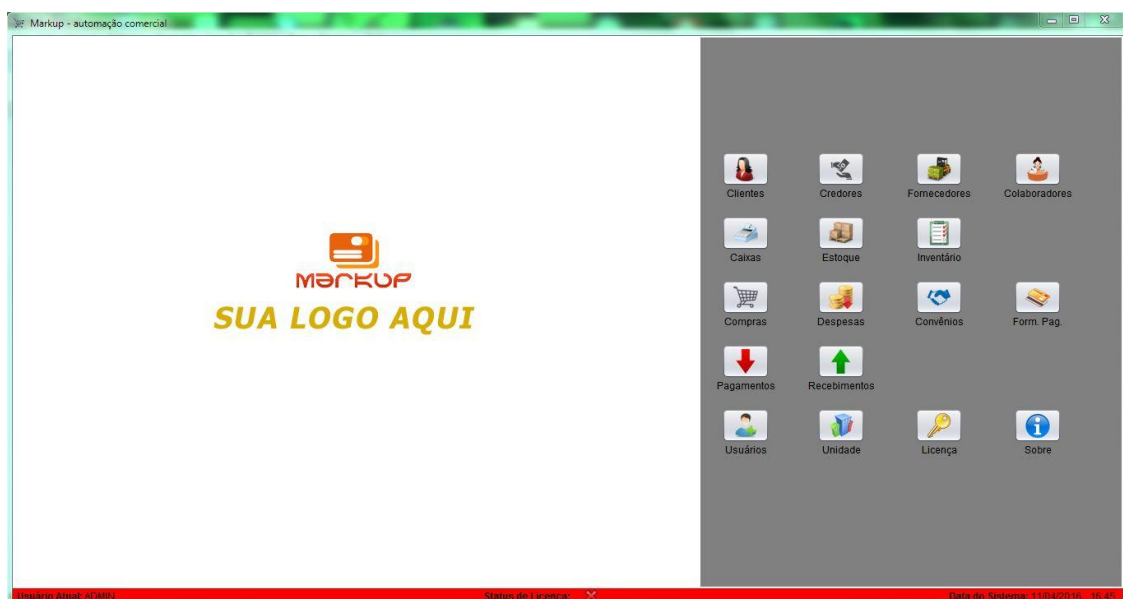 Markup - automação comercial
MARKUP
SUA LOGO AQUI
Clientes Credores Fornecedores Colaboradores
Caixas Estoque Inventário
Compras Despesas Convênios Form. Pag.
Pagamentos Recebimentos
Usuários Unidade Licença Sobre
Usuário Atual: ADMIN Status de Licença: Data do Sistema: 11/04/2016 16:45